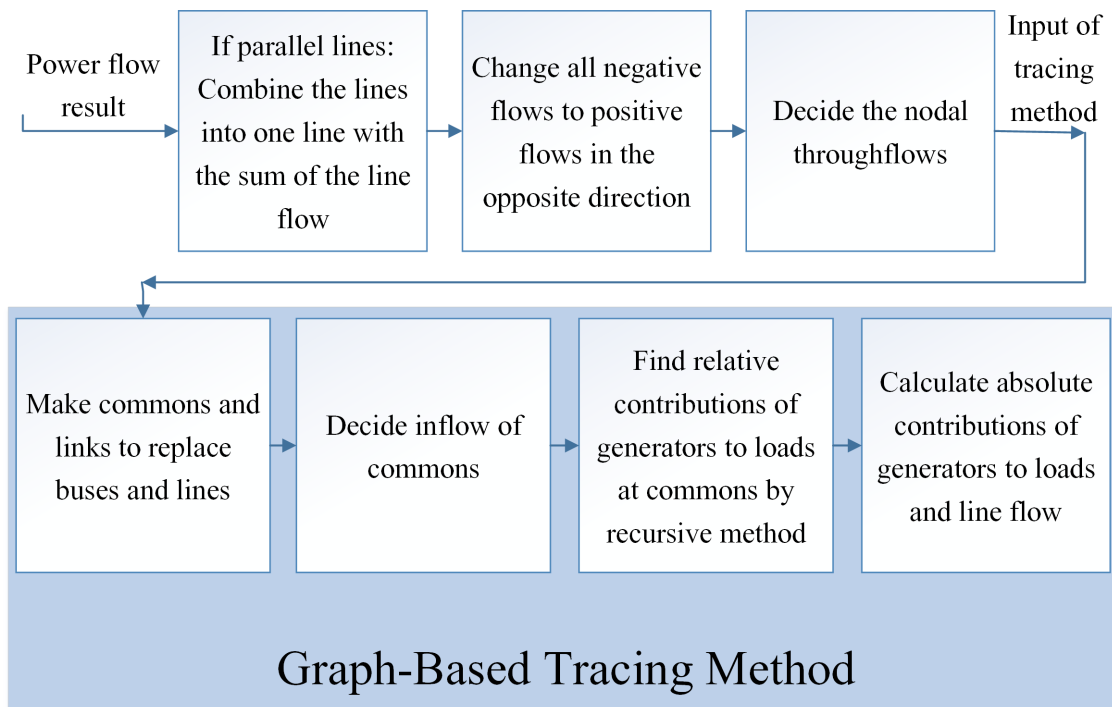 Power flow
result
If parallel lines:
Combine the lines
into one line with
the sum of the line
flow
Change all negative
flows to positive
flows in the
opposite direction
Decide the nodal
throughflows
Input of
tracing
method
Make commons and
links to replace
buses and lines
Decide inflow of
commons
Find relative
contributions of
generators to loads
at commons by
recursive method
Calculate absolute
contributions of
generators to loads
and line flow
Graph-Based Tracing Method